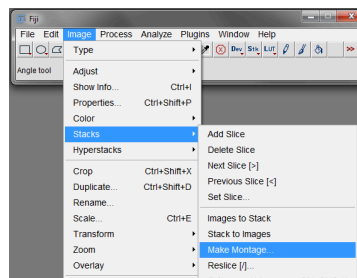 Fiji
File Edit Image Process Analyze Plugins Window Help
Dev Stk LUT >>
Angle tool
Type
Adjust
Show Info... Ctrl+I
Properties... Ctrl+Shift+P
Color
Stacks
Hyperstacks
Crop Ctrl+Shift+X
Duplicate... Ctrl+Shift+D
Rename...
Scale... Ctrl+E
Transform
Zoom
Overlay
Add Slice
Delete Slice
Next Slice [>]
Previous Slice [<]
Set Slice...
Images to Stack
Stack to Images
Make Montage...
Reslice [/]...